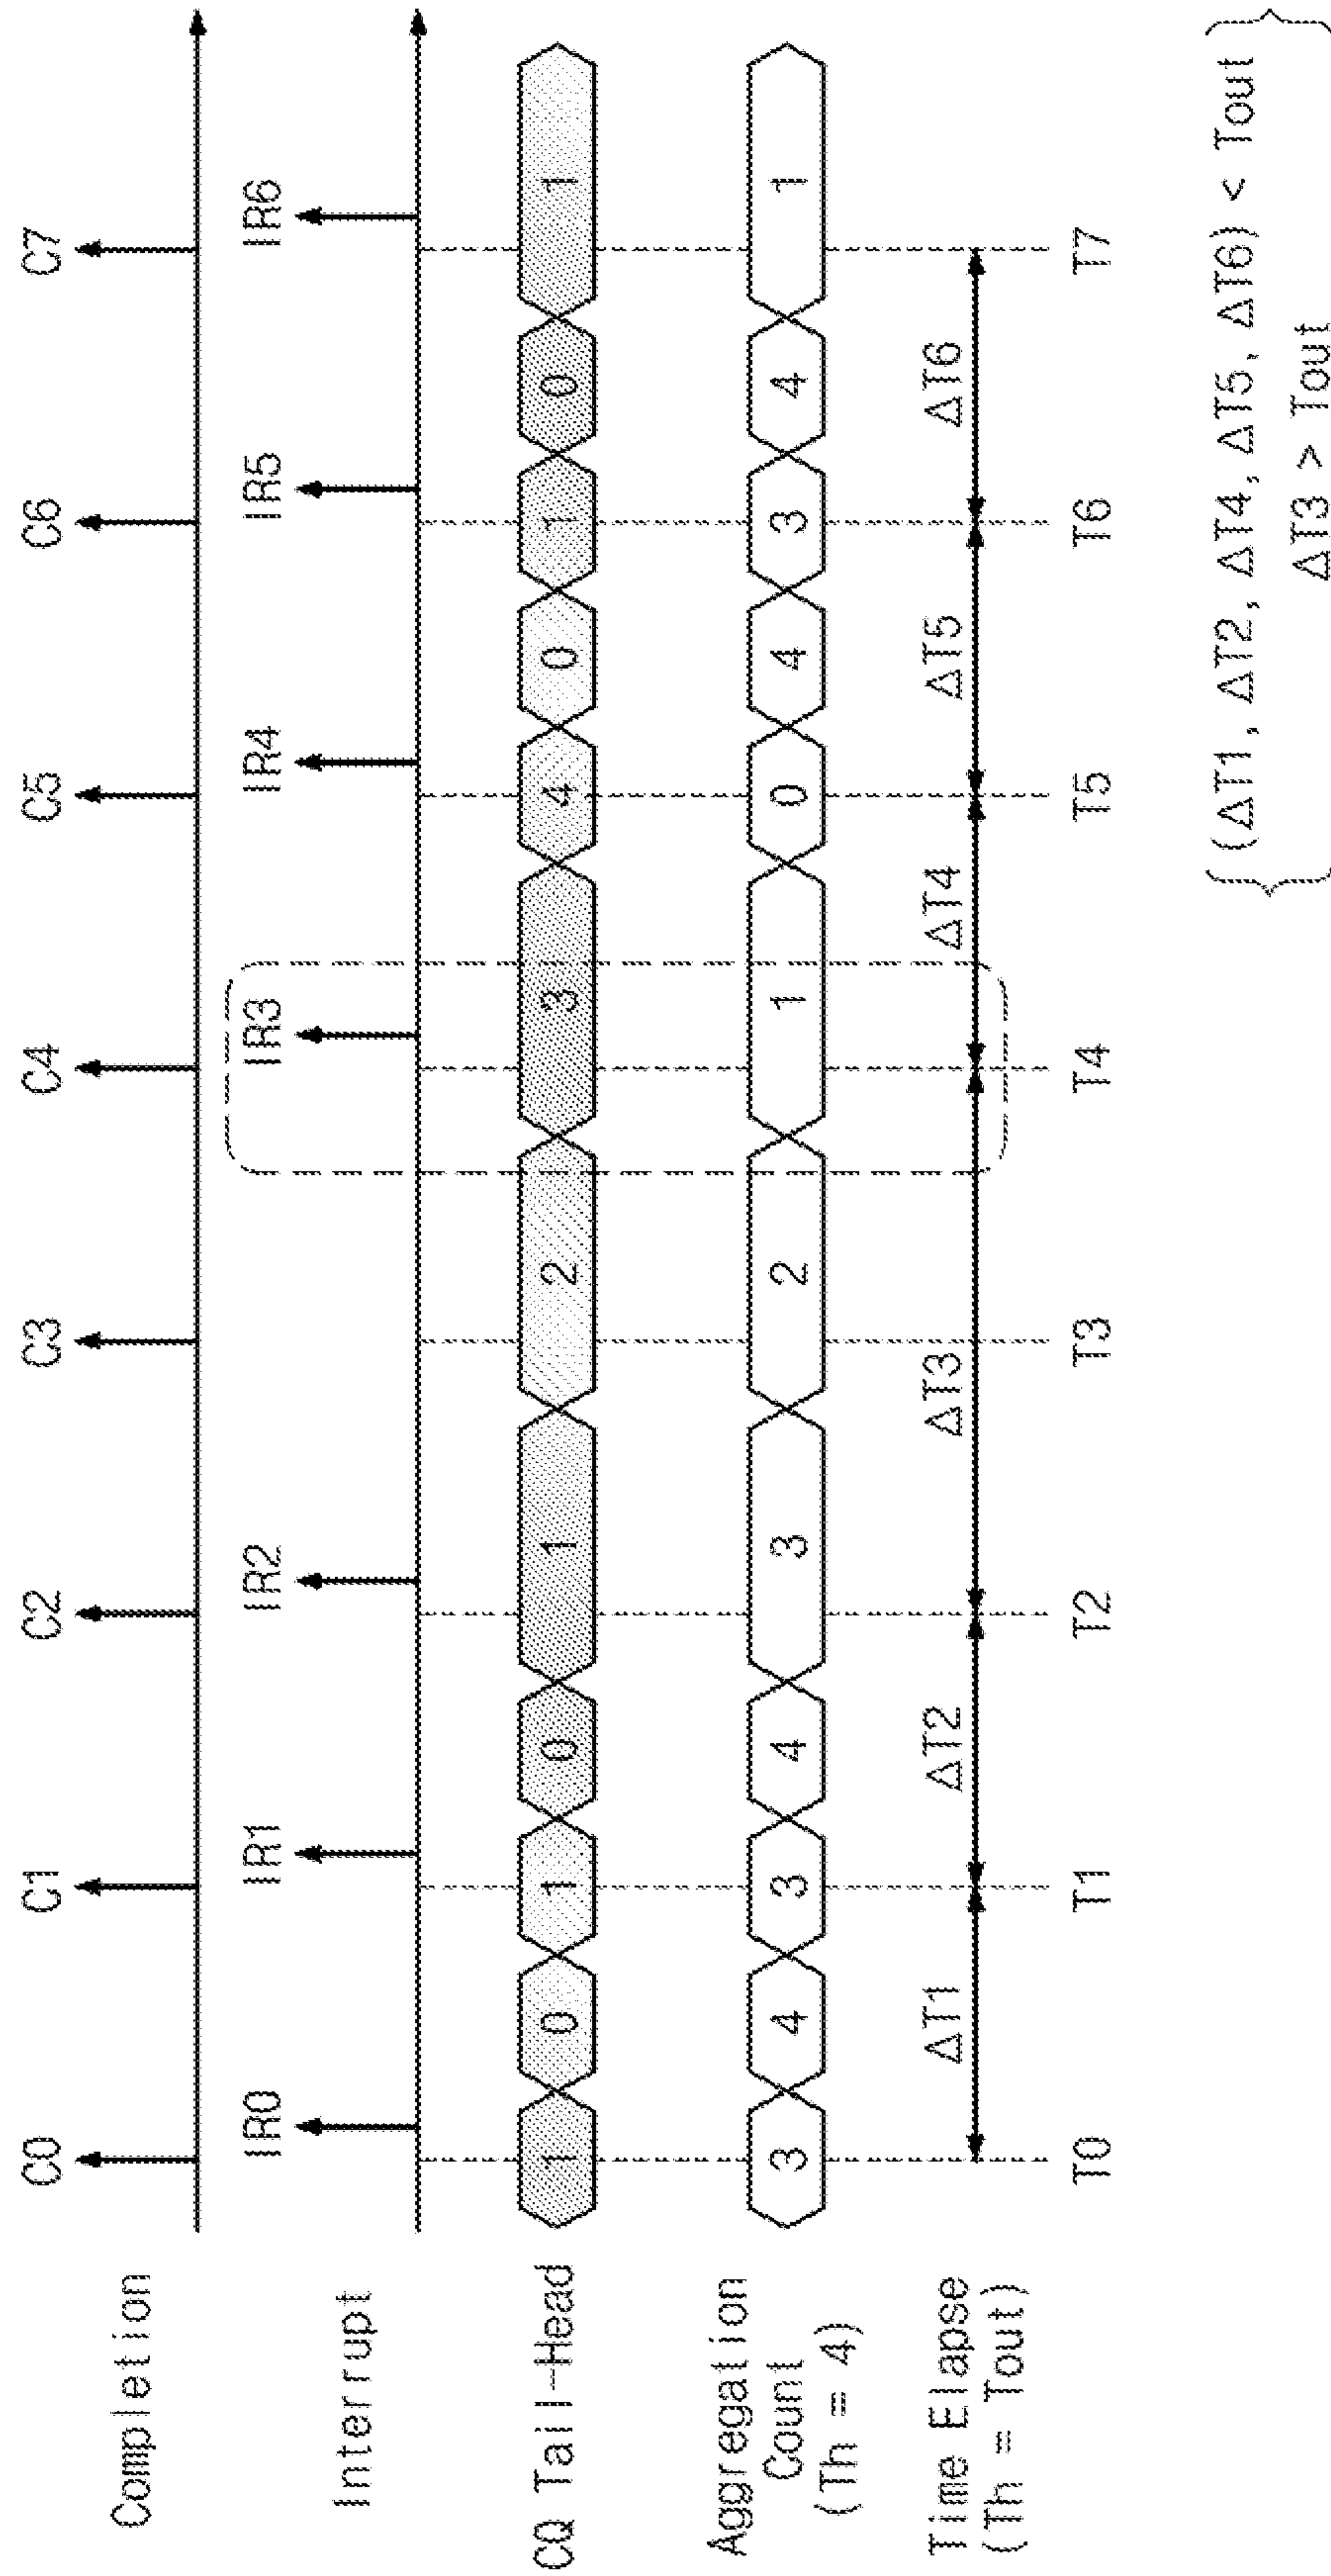 Completion
C0 C1 C2 C3 C4 C5 C6 C7
Interrupt
IR0 IR1 IR2 IR3 IR4 IR5 IR6
CQ Tail-Head
1 0 1 0 1 2 3 4 0 1 0 1
Aggregation
Count
(Th = 4)
3 4 3 4 3 2 1 0 4 3 4 1
Time Elapse
(Th = Tout)
ΔT1 ΔT2 ΔT3 ΔT4 ΔT5 ΔT6
T0 T1 T2 T3 T4 T5 T6 T7
(ΔT1, ΔT2, ΔT4, ΔT5, ΔT6) < Tout
ΔT3 > Tout